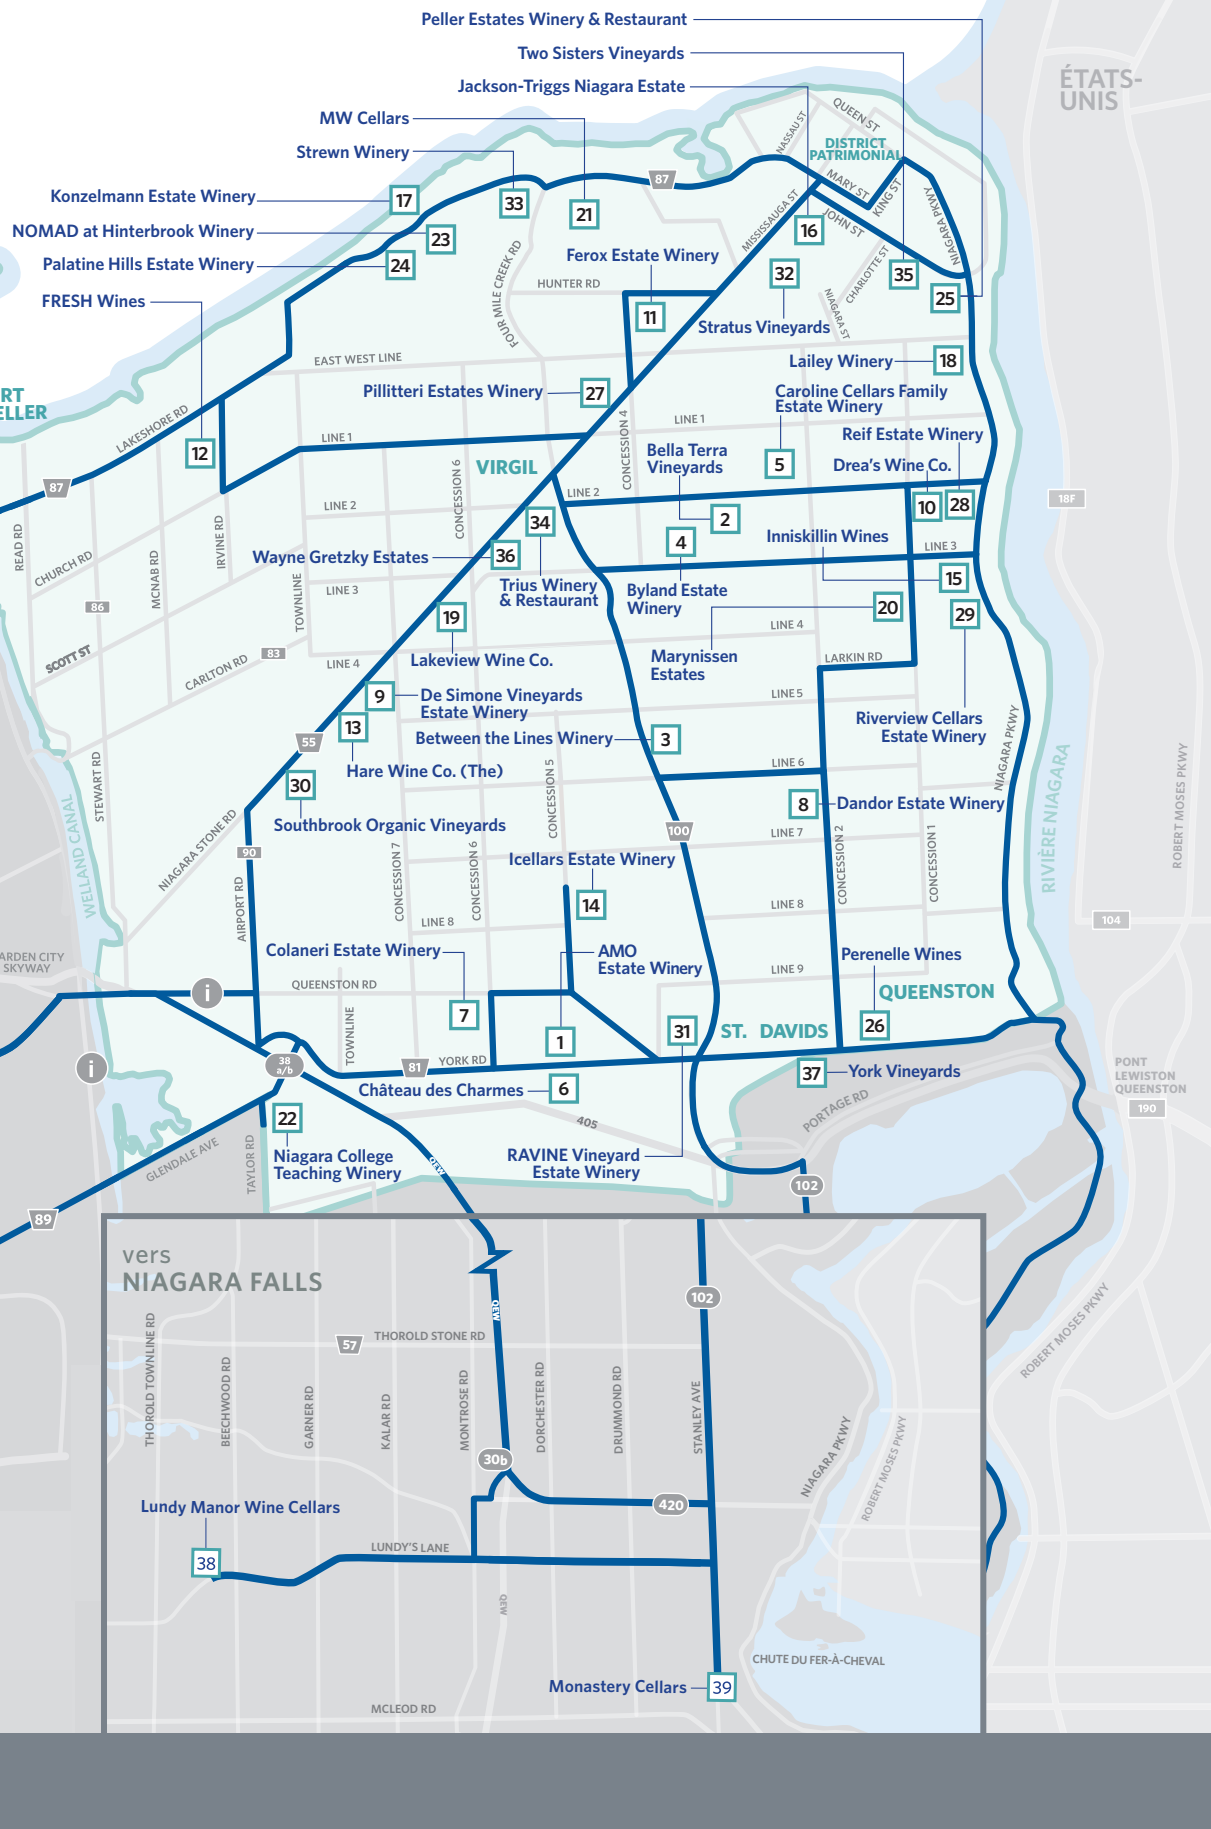 Peller Estates Winery & Restaurant
Two Sisters Vineyards
Jackson-Triggs Niagara Estate
MW Cellars
Strewn Winery
Konzelmann Estate Winery
NOMAD at Hinterbrook Winery
Palatine Hills Estate Winery
FRESH Wines
ÉTATS-
UNIS
QUEEN ST
NASSAU ST
DISTRICT
PATRIMONIAL
MARY ST
KING ST
NIAGARA PKWY
MISSISSAUGA ST
JOHN ST
CHARLOTTE ST
NIAGARA ST
87
17
33
21
23
24
16
32
35
25
Ferox Estate Winery
HUNTER RD
FOUR MILE CREEK RD
11
Stratus Vineyards
EAST WEST LINE
Lailey Winery
18
Pillitteri Estates Winery
27
Caroline Cellars Family
Estate Winery
RT
ELLER
LAKESHORE RD
LINE 1
LINE 1
CONCESSION 4
12
Reif Estate Winery
Bella Terra
Vineyards
5
Drea's Wine Co.
VIRGIL
CONCESSION 6
87
LINE 2
LINE 2
10
28
18F
34
2
READ RD
CHURCH RD
MCNAB RD
IRVINE RD
Wayne Gretzky Estates
36
4
Inniskillin Wines
LINE 3
TOWNLINE
LINE 3
Trius Winery
& Restaurant
Byland Estate
Winery
15
86
19
20
29
SCOTT ST
83
CARLTON RD
LINE 4
LINE 4
Lakeview Wine Co.
Marynissen
Estates
LARKIN RD
9
De Simone Vineyards
Estate Winery
LINE 5
13
Riverview Cellars
Estate Winery
55
Between the Lines Winery
3
NIAGARA PKWY
STEWART RD
Hare Wine Co. (The)
LINE 6
RIVIÈRE NIAGARA
ROBERT MOSES PKWY
30
CONCESSION 5
8
Dandor Estate Winery
WELLAND CANAL
Southbrook Organic Vineyards
100
LINE 7
NIAGARA STONE RD
90
Icellars Estate Winery
CONCESSION 7
CONCESSION 6
CONCESSION 2
CONCESSION 1
AIRPORT RD
14
LINE 8
LINE 8
104
ARDEN CITY
SKYWAY
Colaneri Estate Winery
AMO
Estate Winery
Perenelle Wines
LINE 9
QUEENSTON RD
QUEENSTON
i
7
TOWNLINE
1
31
ST. DAVIDS
26
i
38
a/b
81
YORK RD
37
York Vineyards
Château des Charmes
6
PONT
LEWISTON
QUEENSTON
190
22
405
PORTAGE RD
GLENDALE AVE
TAYLOR RD
Niagara College
Teaching Winery
QEW
RAVINE Vineyard
Estate Winery
102
89
vers
NIAGARA FALLS
102
QEW
57
THOROLD STONE RD
ROBERT MOSES PKWY
THOROLD TOWNLINE RD
BEECHWOOD RD
GARNER RD
KALAR RD
MONTROSE RD
DORCHESTER RD
DRUMMOND RD
STANLEY AVE
NIAGARA PKWY
ROBERT MOSES PKWY
30b
420
Lundy Manor Wine Cellars
38
LUNDY'S LANE
QEW
CHUTE DU FER-À-CHEVAL
Monastery Cellars
39
MCLEOD RD